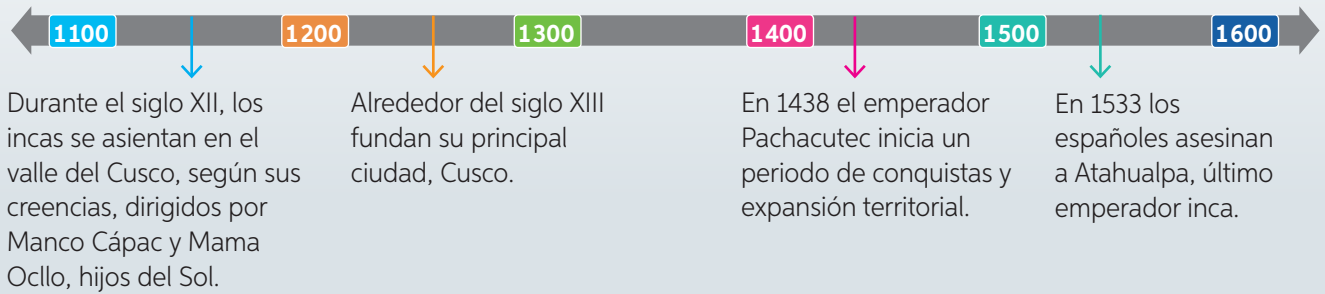 1100 1200 1300 1400 1500 1600
Durante el siglo XII, los
incas se asientan en el
valle del Cusco, según sus
creencias, dirigidos por
Manco Cápac y Mama
Ocllo, hijos del Sol.
Alrededor del siglo XIII
fundan su principal
ciudad, Cusco.
En 1438 el emperador
Pachacutec inicia un
periodo de conquistas y
expansión territorial.
En 1533 los
españoles asesinan
a Atahualpa, último
emperador inca.